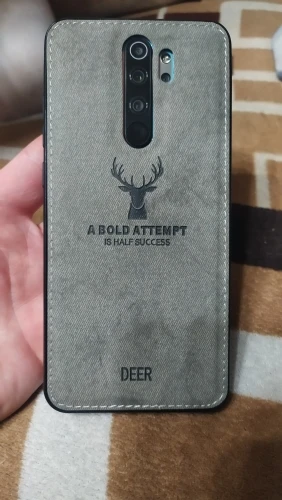 A BOLD ATTEMPT
IS HALF SUCCESS
DEER